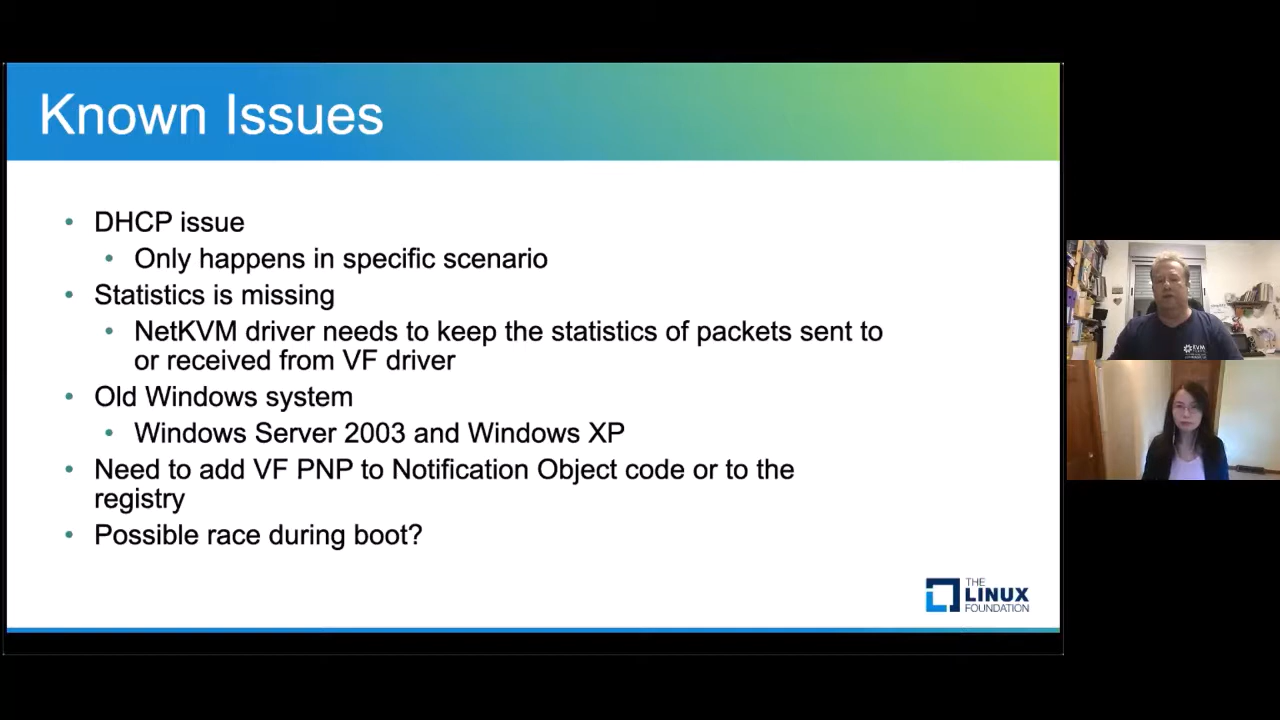 Known Issues
• DHCP issue
• Only happens in specific scenario
• Statistics is missing
• NetKVM driver needs to keep the statistics of packets sent to
or received from VF driver
• Old Windows system
• Windows Server 2003 and Windows XP
• Need to add VF PNP to Notification Object code or to the
registry
• Possible race during boot?
THE
LINUX
FOUNDATION
KVM